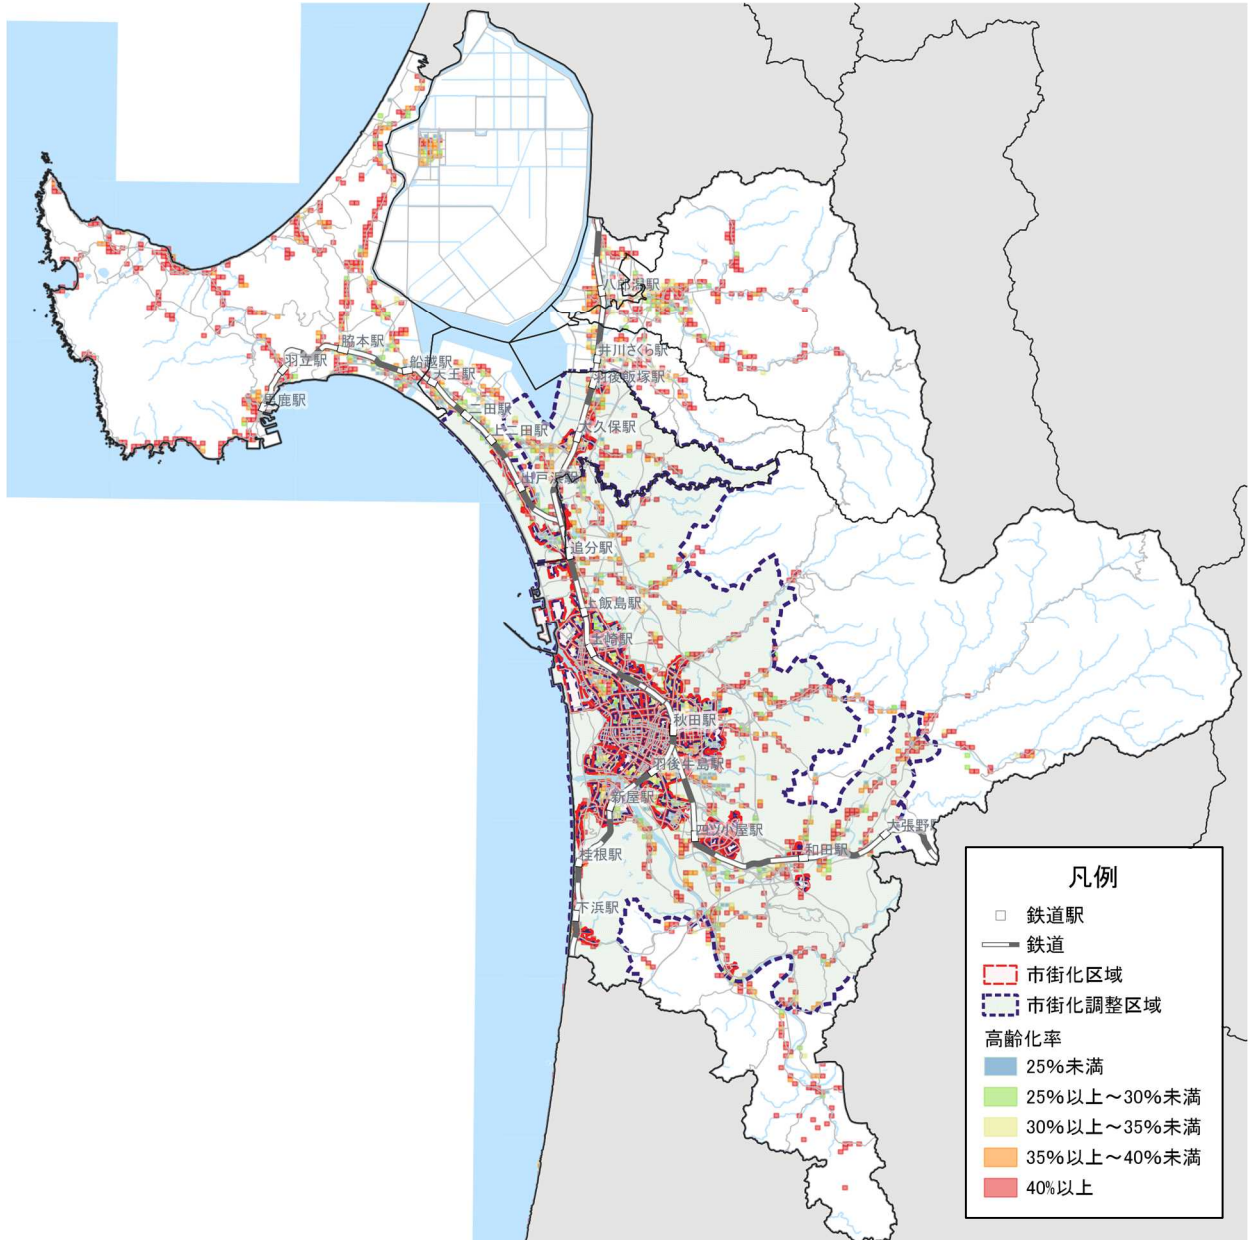 八郎潟駅
井川さくら駅
羽後飯塚駅
脇本駅
羽立駅
船越駅
天王駅
男鹿駅
二田駅
上二田駅
大久保駅
出戸浜駅
追分駅
上飯島駅
土崎駅
秋田駅
羽後牛島駅
新屋駅
四ツ小屋駅
大張野
和田駅
桂根駅
下浜駅
凡例
鉄道駅
鉄道
市街化区域
市街化調整区域
高齢化率
25%未満
25%以上～30%未満
30%以上～35%未満
35%以上～40%未満
40%以上